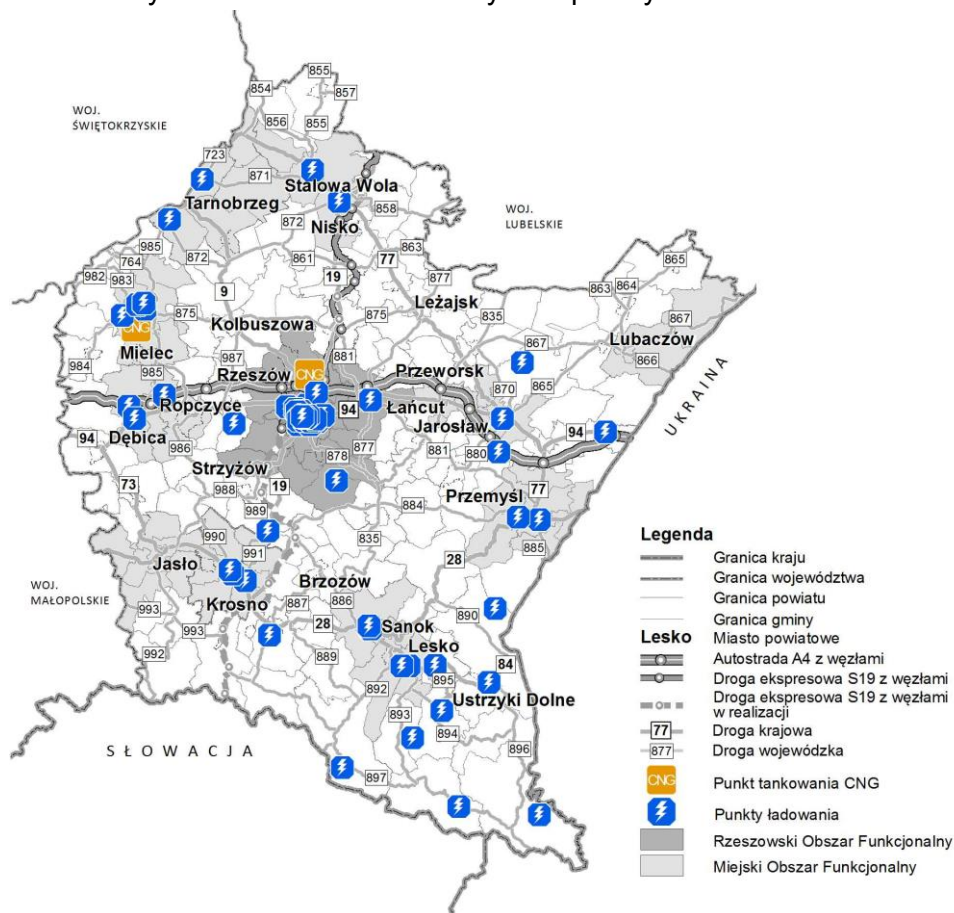 854
855
857
856
855
WOJ.
ŚWIĘTOKRZYSKIE
723
871
Stalowa Wola
Tarnobrzeg
858
WOJ.
LUBELSKIE
872
Nisko
985
872
861
863
77
764
982
983
19
877
865
864
863
9
Leżajsk
875
875
835
867
CNG
Kolbuszowa
867
Lubaczów
Mielec
987
881
866
984
985
Rzeszów
CNG
Przeworsk
870
865
Ropczyce
94
Łańcut
Jarosław
94
UKRAINA
Dębica
94
986
877
881
880
878
Strzyżów
73
988
19
Przemyśl
77
989
884
990
991
835
885
Jasło
28
WOJ.
MAŁOPOLSKIE
Brzozów
993
Krosno
887
886
890
993
28
Sanok
992
889
Lesko
84
895
892
Ustrzyki Dolne
893
894
SŁOWACJA
896
897
Legenda
Granica kraju
Granica województwa
Granica powiatu
Granica gminy
Lesko Miasto powiatowe
Autostrada A4 z węzłami
Droga ekspresowa S19 z węzłami
Droga ekspresowa S19 z węzłami
w realizacji
77 Droga krajowa
877 Droga wojewódzka
CNG Punkt tankowania CNG
Punkty ładowania
Rzeszowski Obszar Funkcjonalny
Miejski Obszar Funkcjonalny